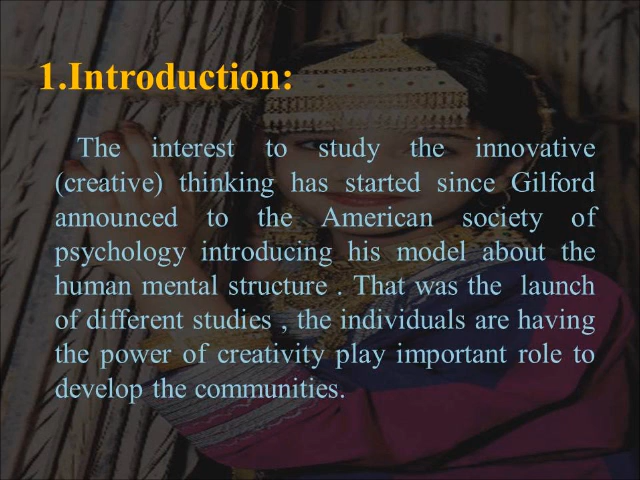 1.Introduction:
The interest to study the innovative
(creative) thinking has started since Gilford
announced to the American society of
psychology introducing his model about the
human mental structure . That was the launch
of different studies , the individuals are having
the power of creativity play important role to
develop the communities.